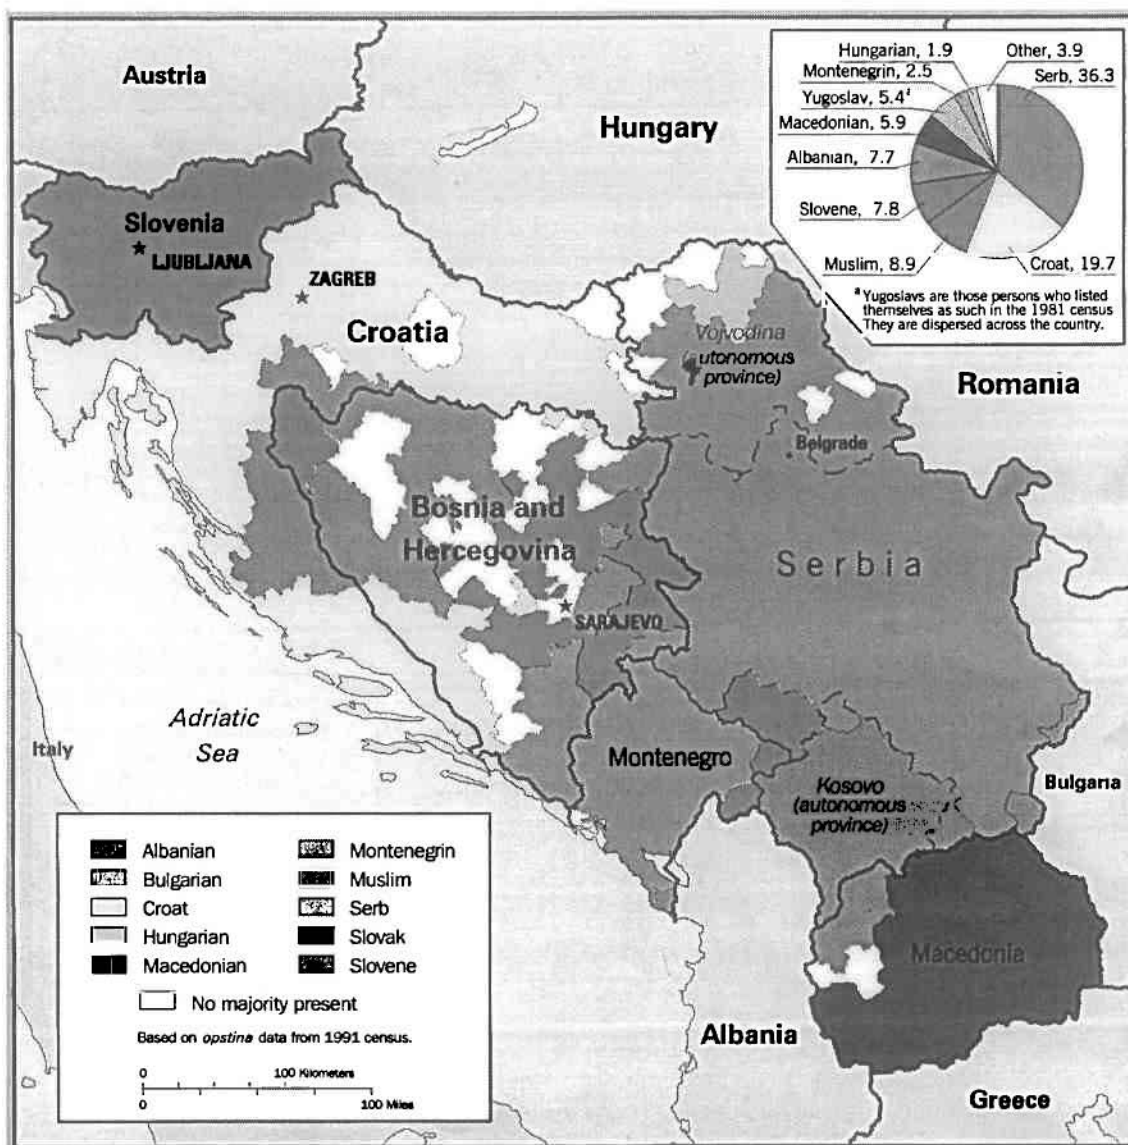 Austria
Hungary
Slovenia
LJUBLJANA
ZAGREB
Croatia
Hungarian, 1.9
Other, 3.9
Montenegrin, 2.5
Serb, 36.3
Yugoslav, 5.4ª
Macedonian, 5.9
Albanian, 7.7
Slovene, 7.8
Muslim, 8.9
Croat, 19.7
ª Yugoslavs are those persons who listed
themselves as such in the 1981 census
They are dispersed across the country.
Vojvodina
(autonomous
province)
Romania
Belgrade
Bosnia and
Hercegovina
Serbia
SARAJEVO
Adriatic
Sea
Italy
Montenegro
Kosovo
(autonomous
province)
Bulgaria
Macedonia
Albania
Greece
Albanian
Bulgarian
Croat
Hungarian
Macedonian
Montenegrin
Muslim
Serb
Slovak
Slovene
No majority present
Based on opstina data from 1991 census.
0 100 Kilometers
0 100 Miles